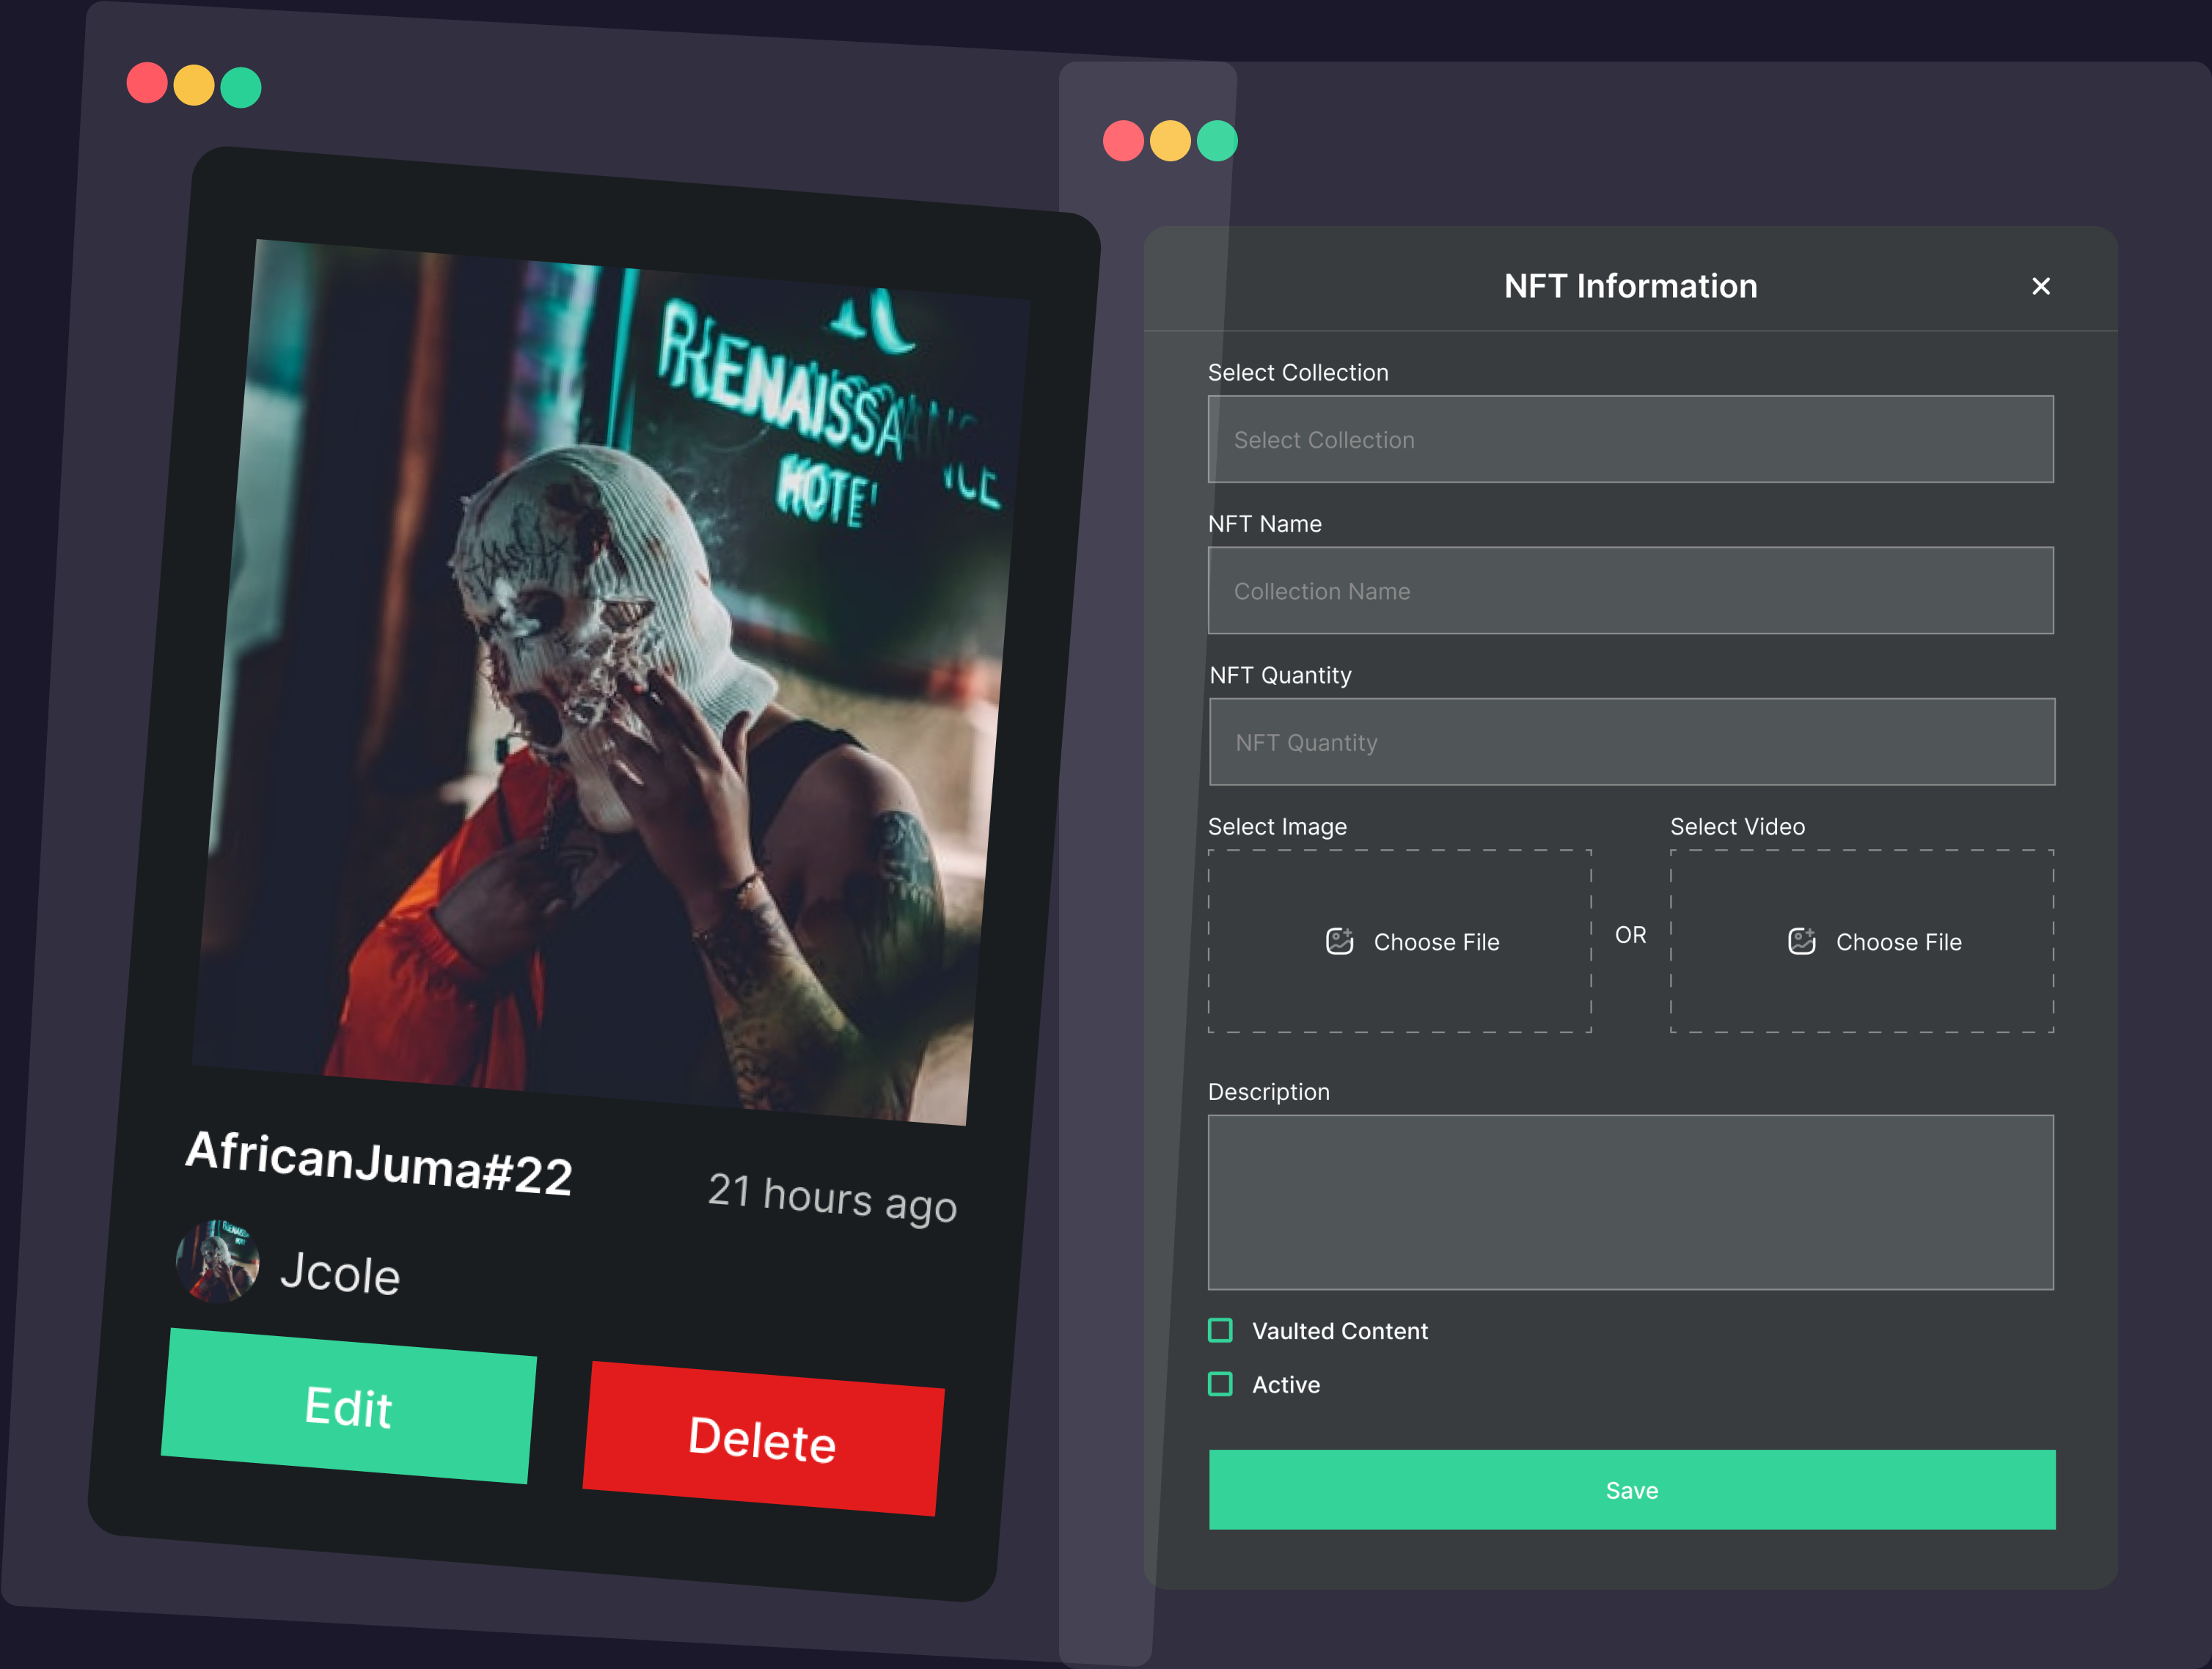 RENAISSANCE
HOTE
AfricanJuma#22
21 hours ago
Jcole
Edit
Delete
NFT Information
Select Collection
Select Collection
NFT Name
Collection Name
NFT Quantity
NFT Quantity
Select Image
Select Video
Choose File
OR
Choose File
Description
Vaulted Content
Active
Save